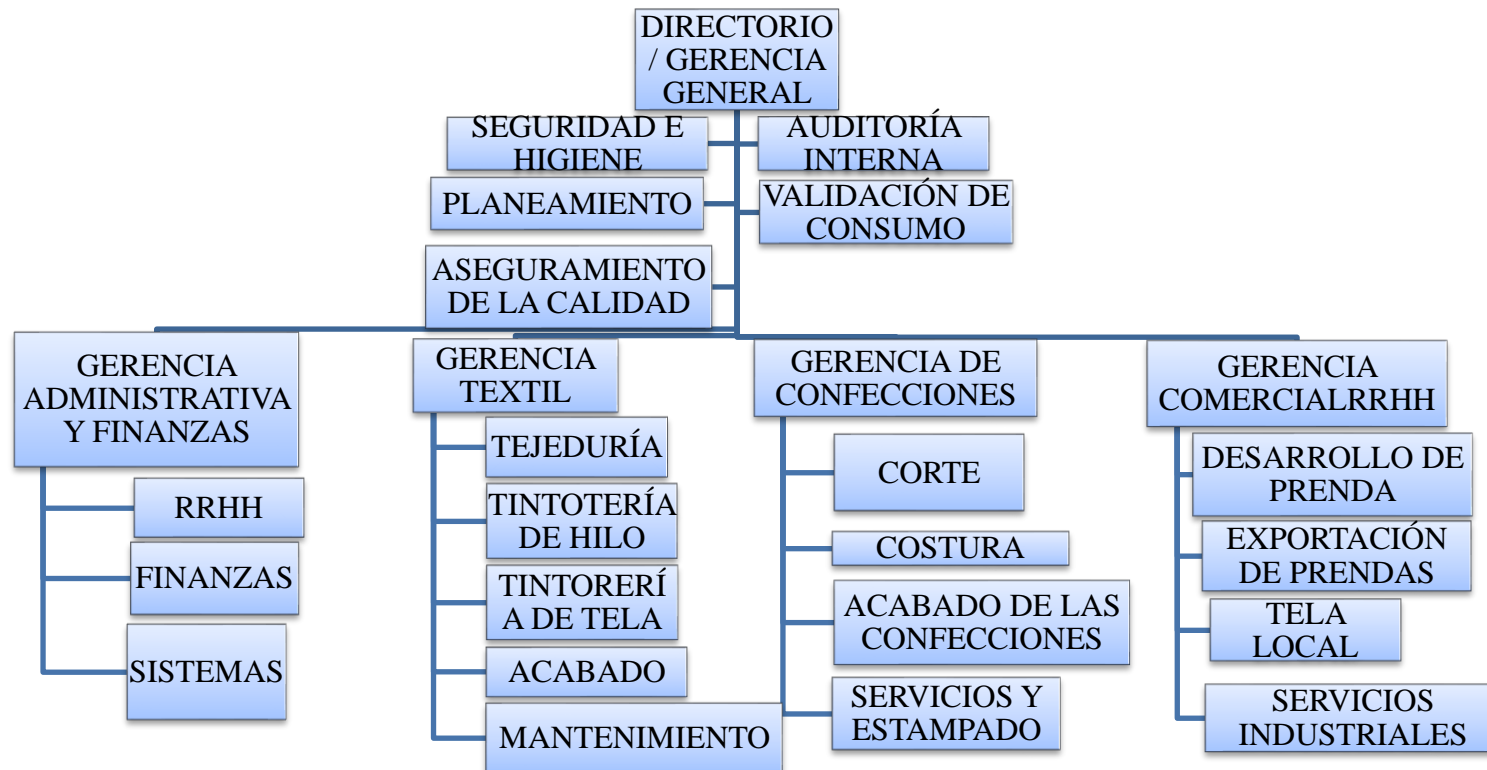 DIRECTORIO
/ GERENCIA
GENERAL
SEGURIDAD E
HIGIENE
AUDITORÍA
INTERNA
PLANEAMIENTO
VALIDACIÓN DE
CONSUMO
ASEGURAMIENTO
DE LA CALIDAD
GERENCIA
ADMINISTRATIVA
Y FINANZAS
RRHH
FINANZAS
SISTEMAS
GERENCIA
TEXTIL
TEJEDURÍA
TINTOTERÍA
DE HILO
TINTORERÍ
A DE TELA
ACABADO
MANTENIMIENTO
GERENCIA DE
CONFECCIONES
CORTE
COSTURA
ACABADO DE LAS
CONFECCIONES
SERVICIOS Y
ESTAMPADO
GERENCIA
COMERCIALRRHH
DESARROLLO DE
PRENDA
EXPORTACIÓN
DE PRENDAS
TELA
LOCAL
SERVICIOS
INDUSTRIALES